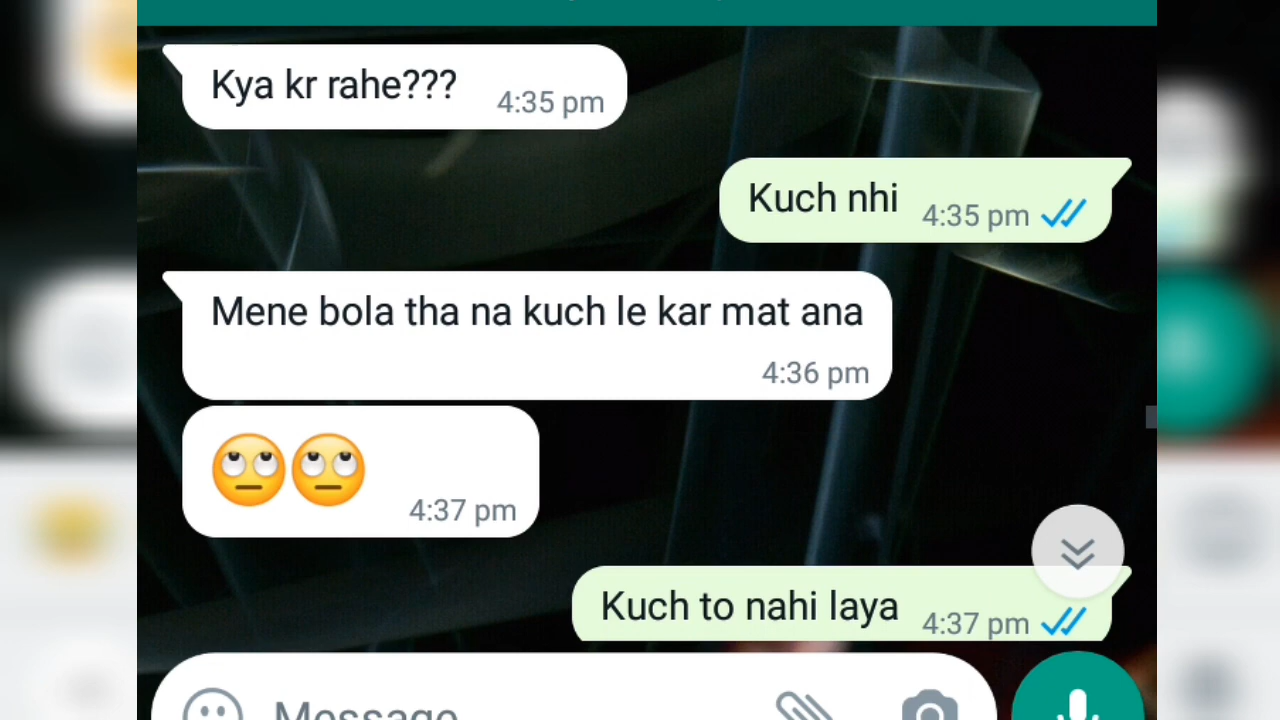 Kya kr rahe??? 4:35 pm
Kuch nhi 4:35 pm
Mene bola tha na kuch le kar mat ana
4:36 pm
🙄🙄 4:37 pm
Kuch to nahi laya 4:37 pm
Message